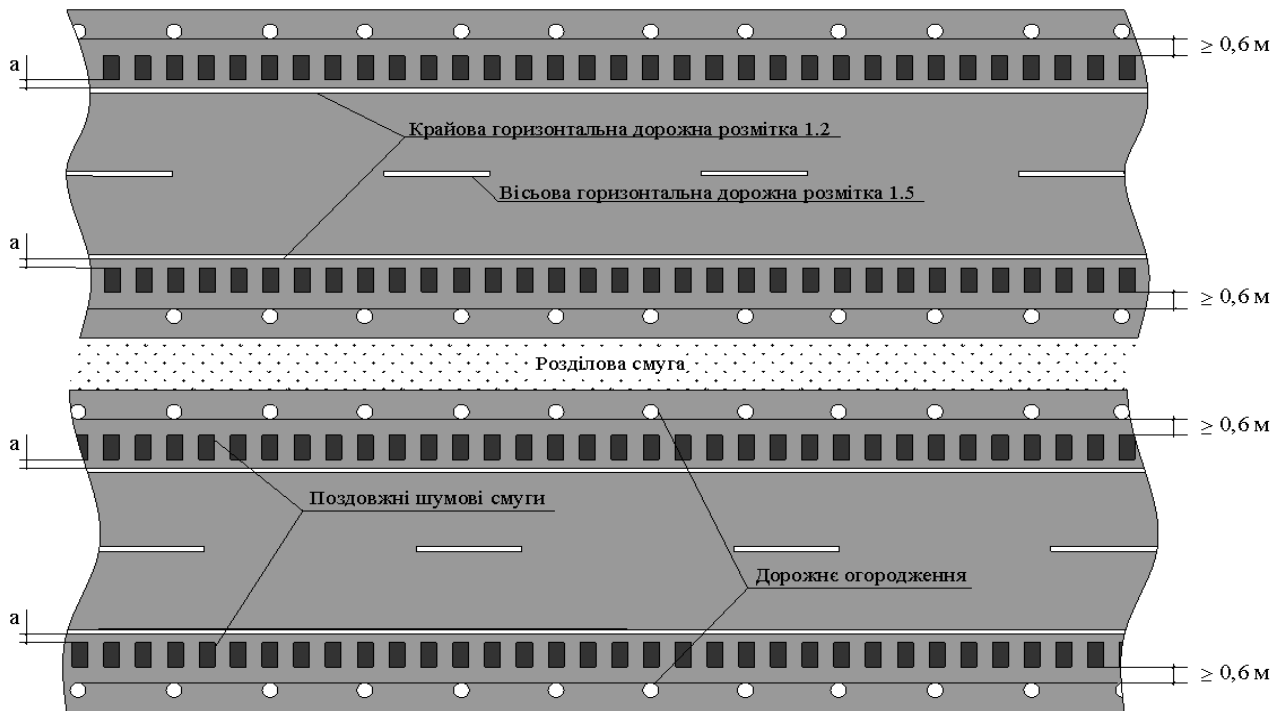 ≥ 0,6 м
а
Крайова горизонтальна дорожна розмітка 1.2
Вісьова горизонтальна дорожна розмітка 1.5
а
≥ 0,6 м
Розділова смуга
≥ 0,6 м
а
Поздовжні шумові смуги
Дорожнє огородження
а
≥ 0,6 м